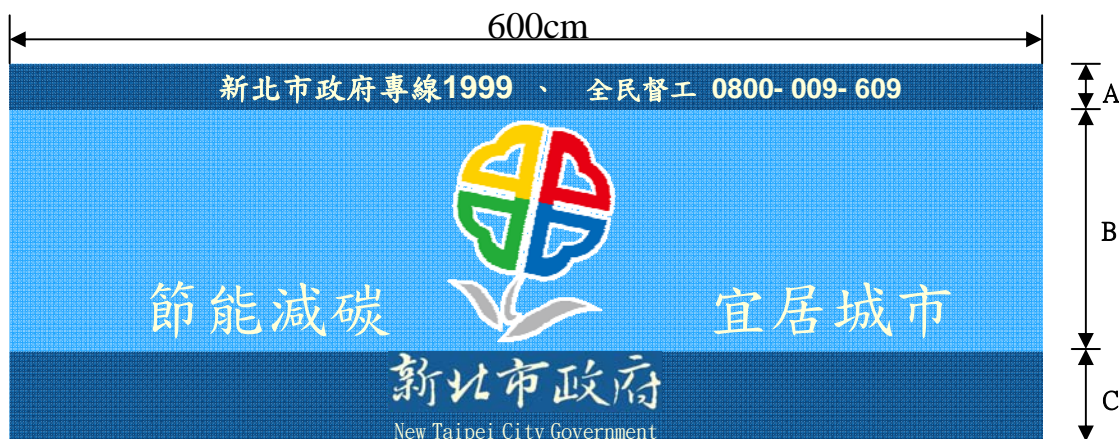 600cm
新北市政府專線1999 、 全民督工 0800- 009- 609
A
B
節能減碳 宜居城市
新北市政府
C
New Taipei City Government